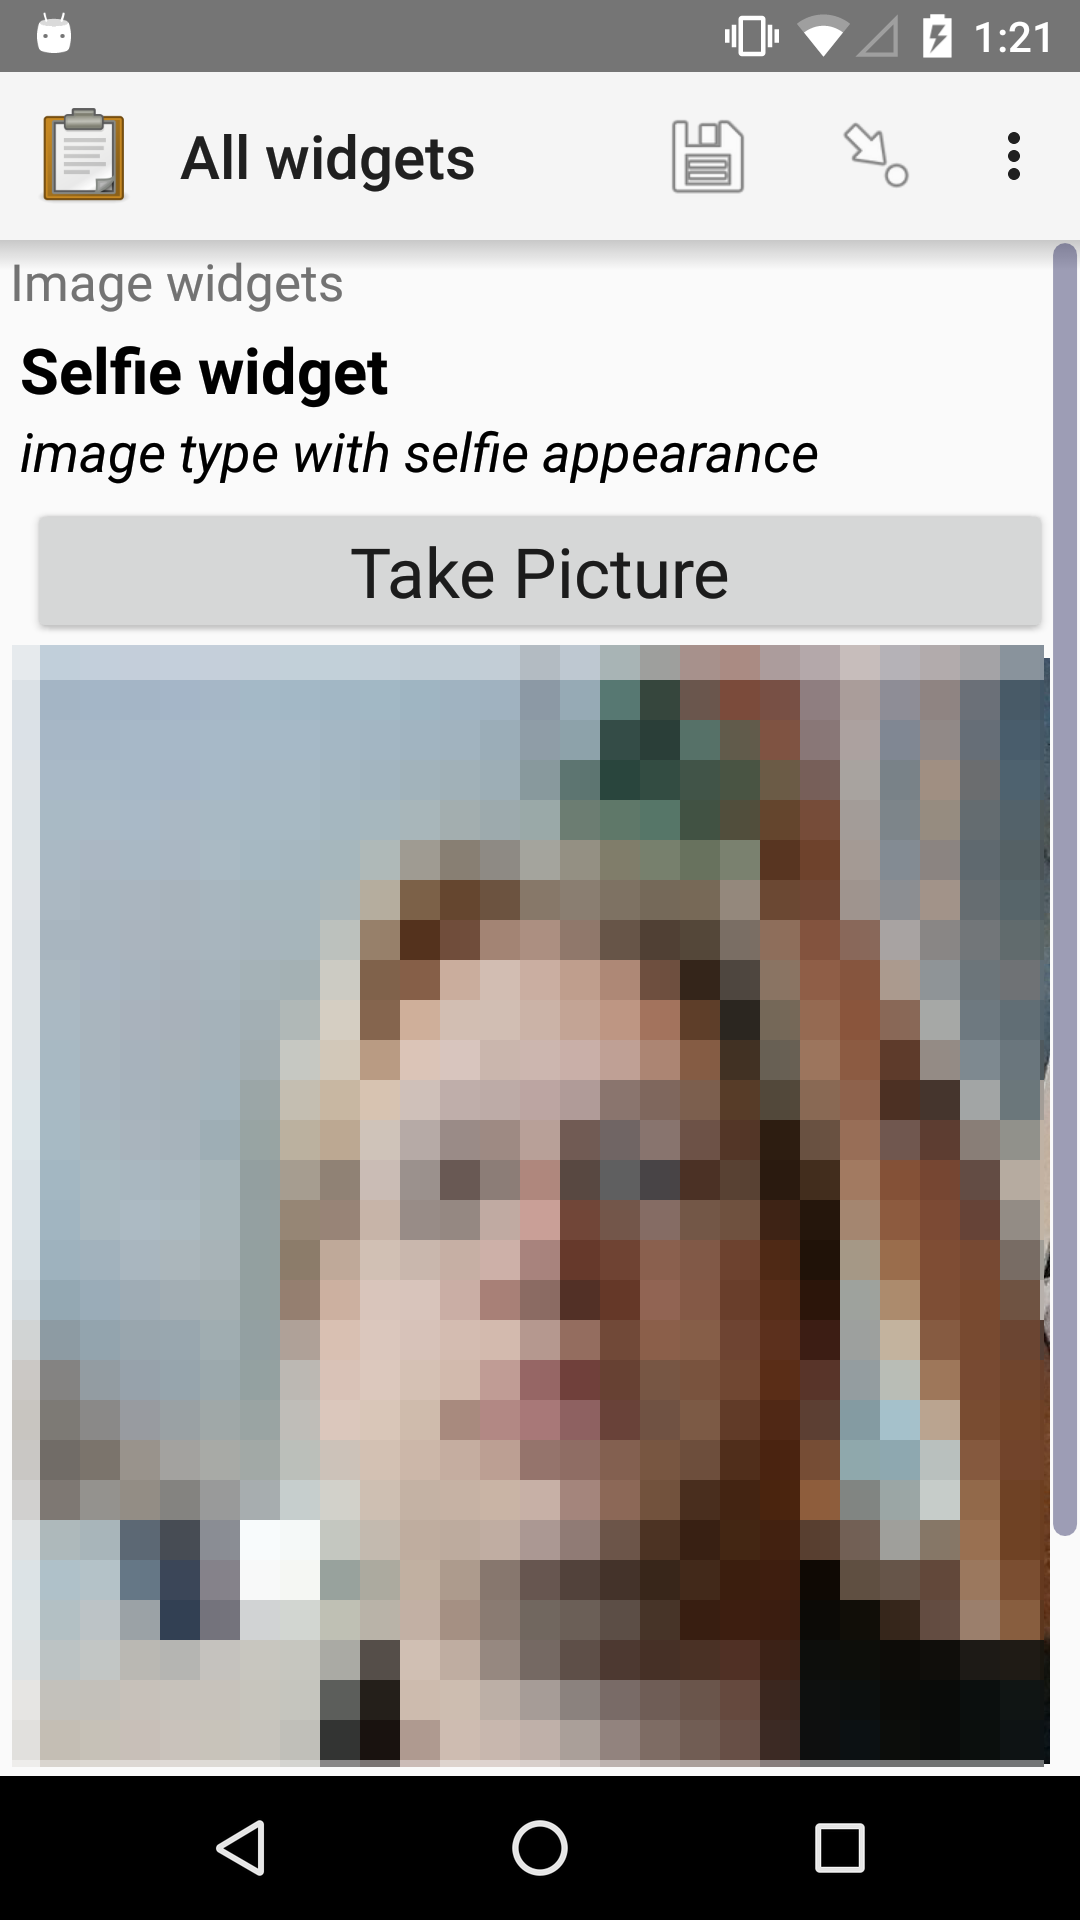 1:21
All widgets
Image widgets
Selfie widget
image type with selfie appearance
Take Picture